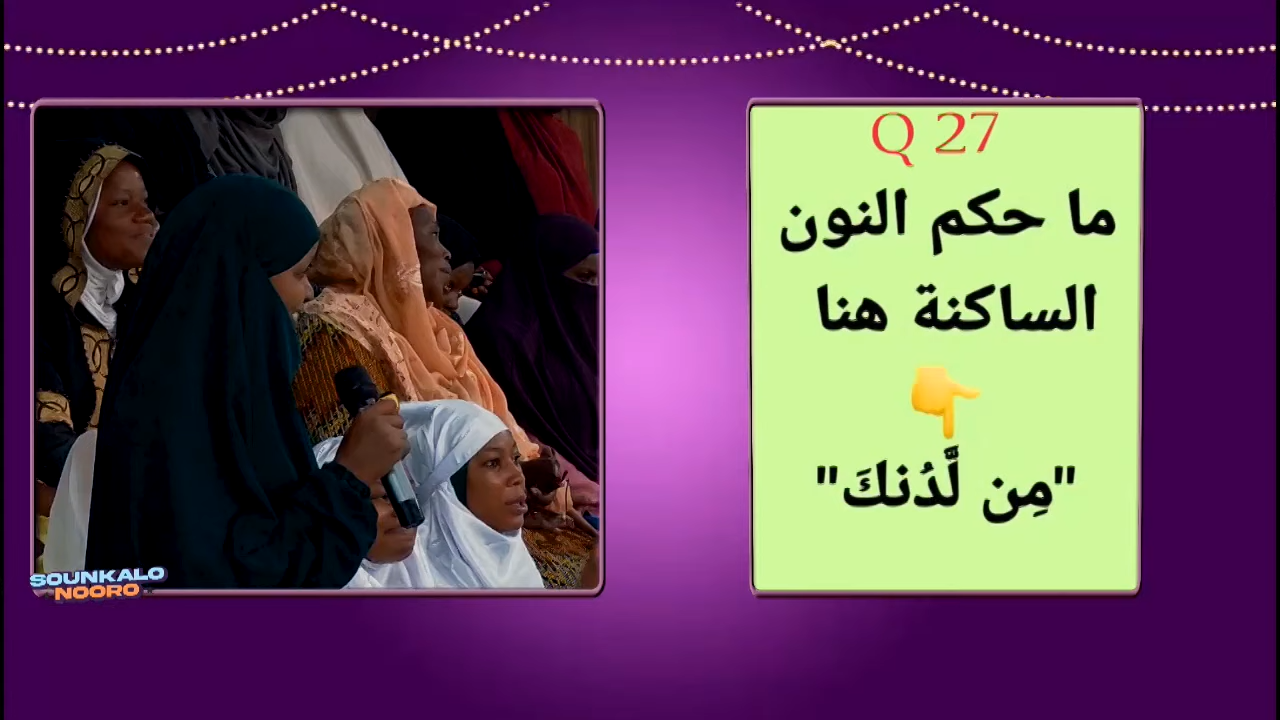 Q 27
ما حكم النون
الساكنة هنا
"مِن لَّدُنكَ"
SOUNKALO
NOORO